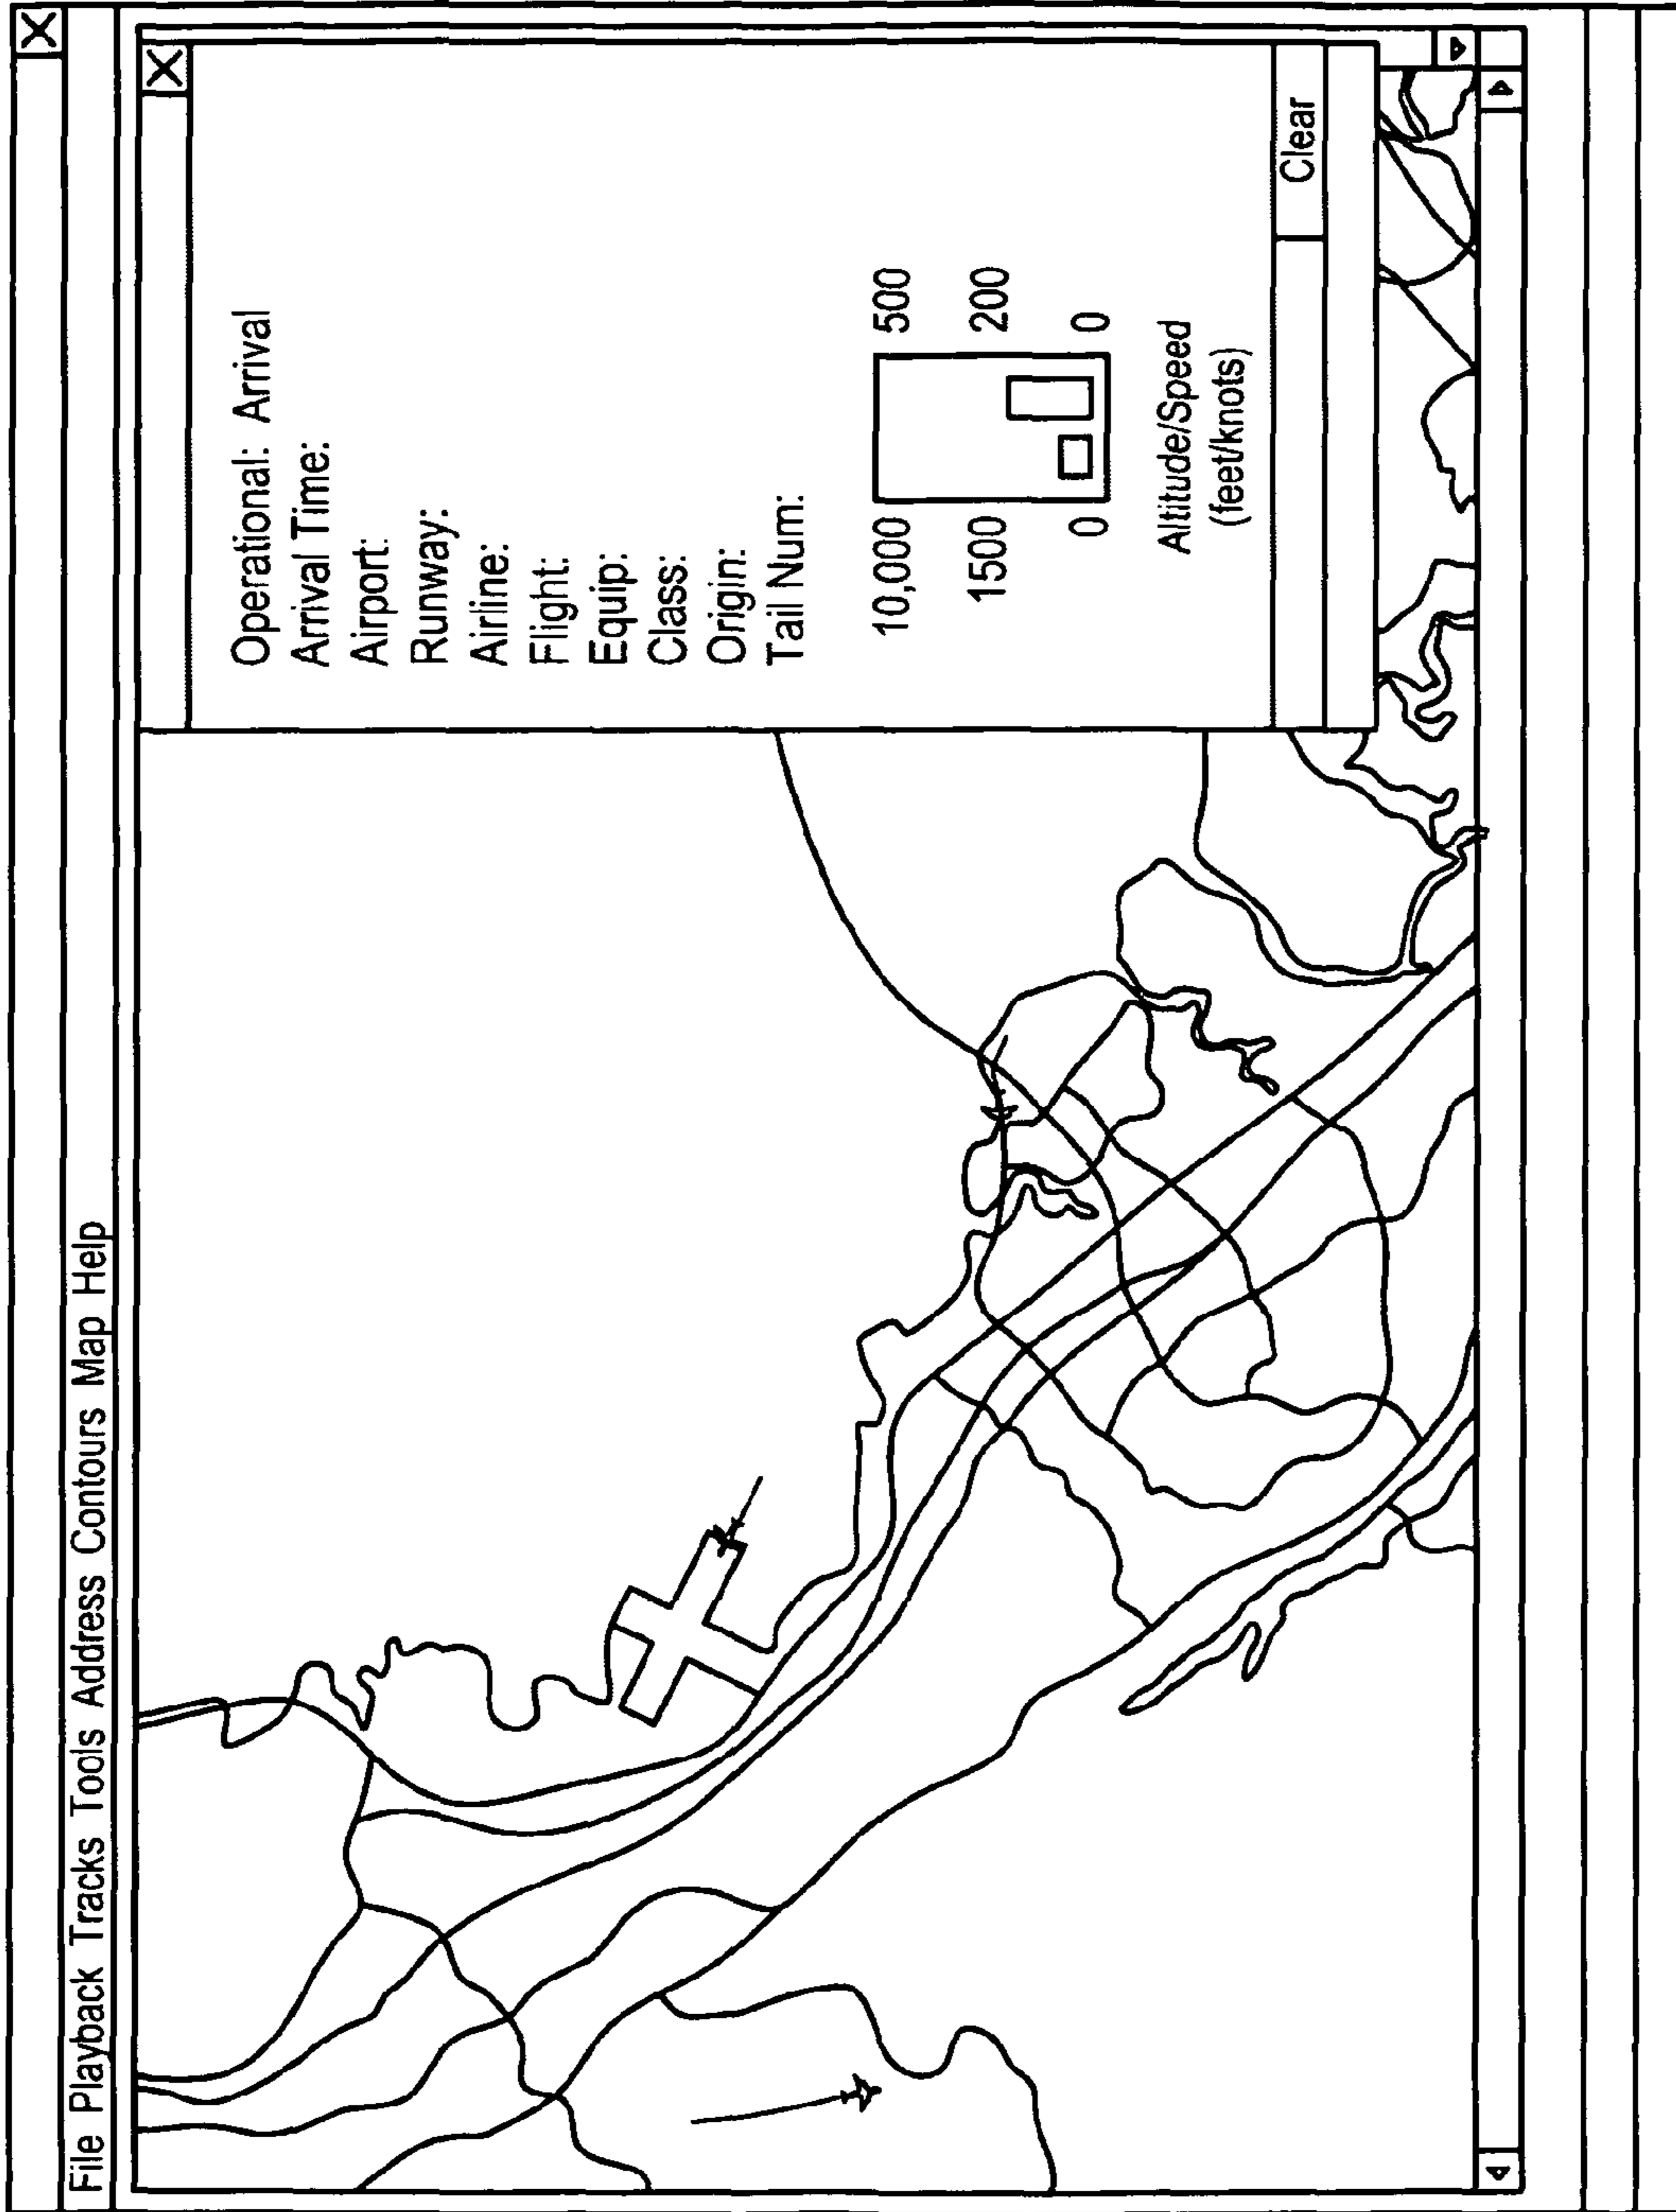 File Playback Tracks Tools Address Contours Map Help
Operational: Arrival
Arrival Time:
Airport:
Runway:
Airline:
Flight:
Equip:
Class:
Origin:
Tail Num:
10,000 500
1500 200
0 0
Altitude/Speed
(feet/knots)
Clear